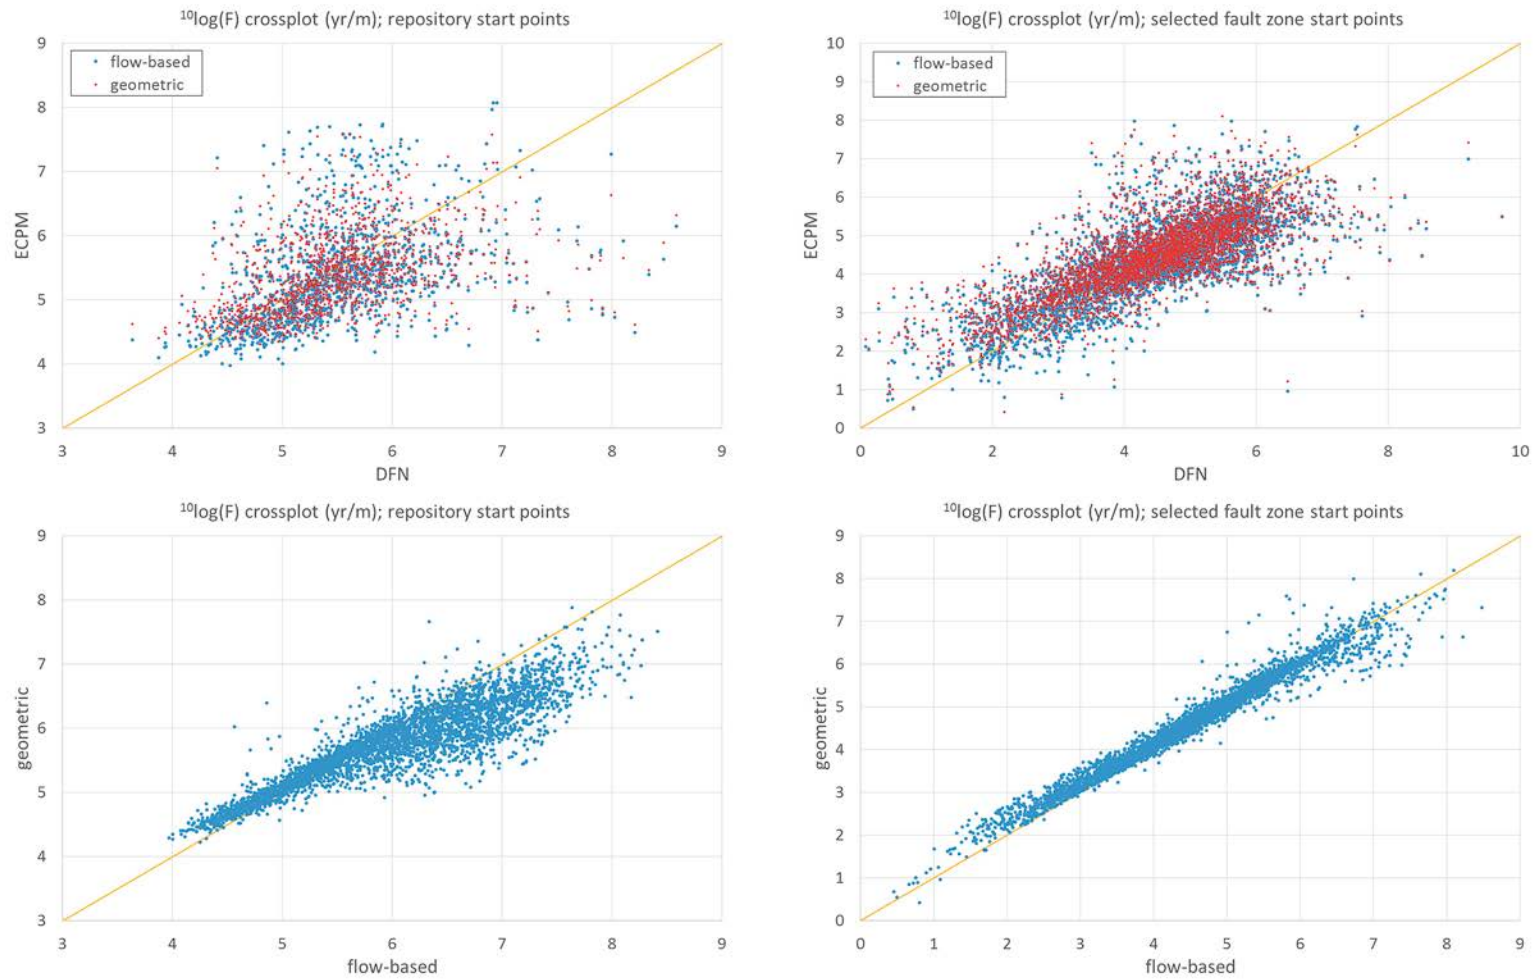 ¹⁰log(F) crossplot (yr/m); repository start points
flow-based
geometric
9
8
7
6
5
4
3
ECPM
3 4 5 6 7 8 9
DFN
¹⁰log(F) crossplot (yr/m); selected fault zone start points
flow-based
geometric
10
9
8
7
6
5
4
3
2
1
0
ECPM
0 2 4 6 8 10
DFN
¹⁰log(F) crossplot (yr/m); repository start points
9
8
7
6
5
4
3
geometric
3 4 5 6 7 8 9
flow-based
¹⁰log(F) crossplot (yr/m); selected fault zone start points
9
8
7
6
5
4
3
2
1
0
geometric
0 1 2 3 4 5 6 7 8 9
flow-based